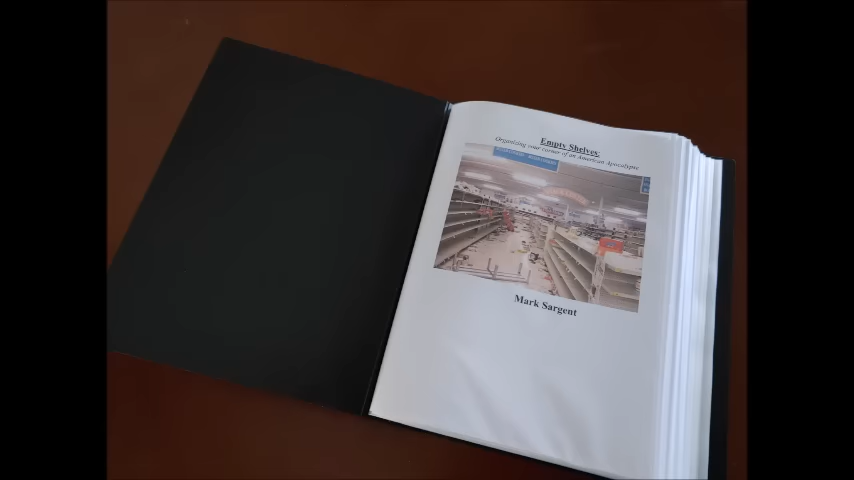 Empty Shelves:
Organizing your corner of an American Apocalypse
Mark Sargent